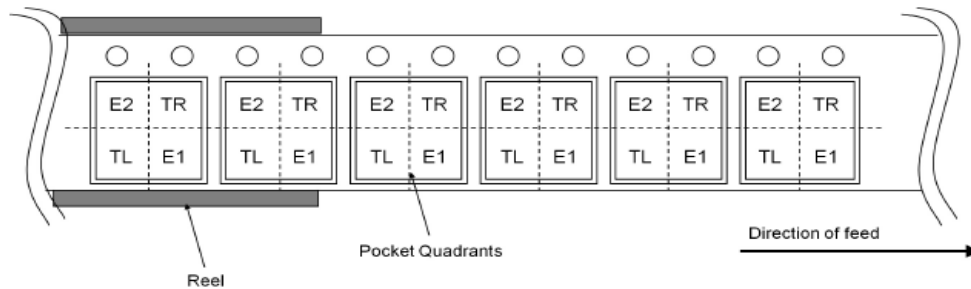 E2 TR E2 TR E2 TR E2 TR E2 TR E2 TR
TL E1 TL E1 TL E1 TL E1 TL E1 TL E1
Direction of feed
Pocket Quadrants
Reel